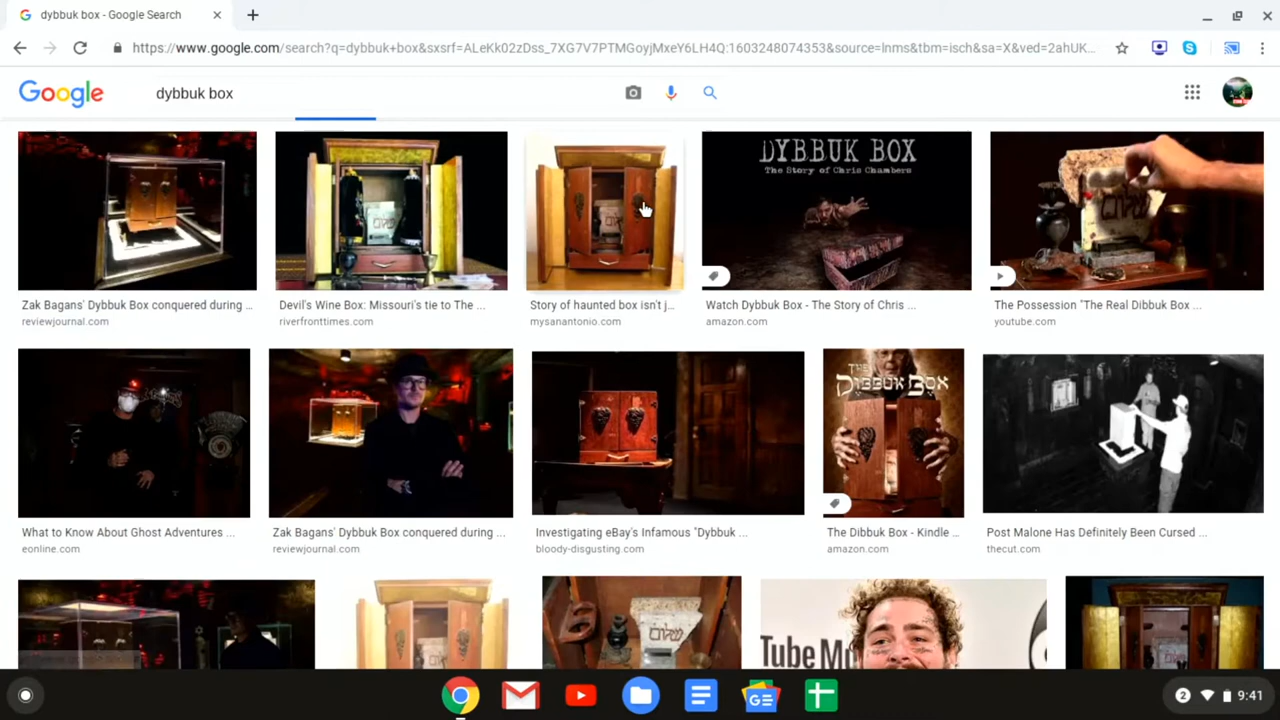 dybbuk box - Google Search
https://www.google.com/search?q=dybbuk+box&sxsrf=ALeKk02zDss_7XG7V7PTMGoyjMxeY6LH4Q:1603248074353&source=lnms&tbm=isch&sa=X&ved=2ahUK...
Google
dybbuk box
DYBBUK BOX
The Story of Chris Chambers
שלום
Zak Bagans' Dybbuk Box conquered during ...
reviewjournal.com
Devil's Wine Box: Missouri's tie to The ...
riverfronttimes.com
Story of haunted box isn't j...
mysanantonio.com
Watch Dybbuk Box - The Story of Chris ...
amazon.com
The Possession "The Real Dibbuk Box ...
youtube.com
THE
DIBBUK BOX
What to Know About Ghost Adventures ...
eonline.com
Zak Bagans' Dybbuk Box conquered during ...
reviewjournal.com
Investigating eBay's Infamous "Dybbuk ...
bloody-disgusting.com
The Dibbuk Box - Kindle ...
amazon.com
Post Malone Has Definitely Been Cursed ...
thecut.com
שלום
Tube Mu
GE
2
9:41